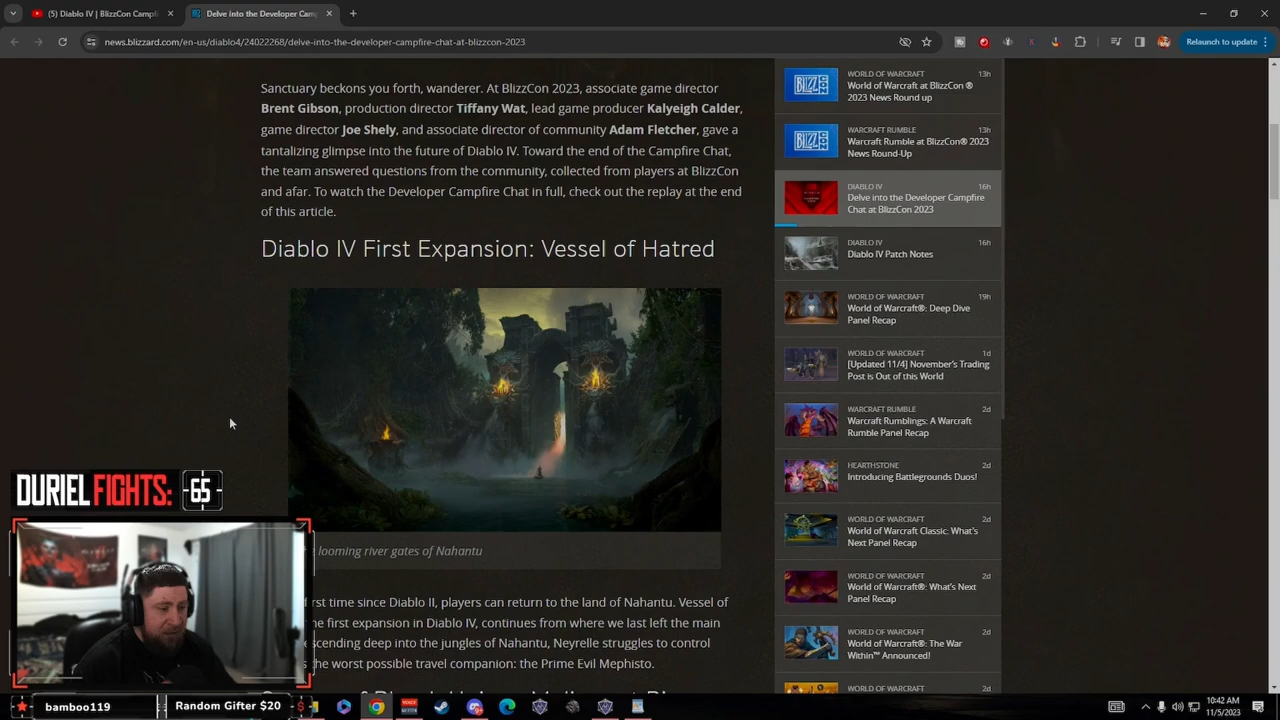 (5) Diablo IV | BlizzCon Campf
Delve into the Developer Camp
Relaunch to update
news.blizzard.com/en-us/diablo4/24022268/delve-into-the-developer-campfire-chat-at-blizzcon-2023
Sanctuary beckons you forth, wanderer. At BlizzCon 2023, associate game director
Brent Gibson, production director Tiffany Wat, lead game producer Kalyeigh Calder,
game director Joe Shely, and associate director of community Adam Fletcher, gave a
tantalizing glimpse into the future of Diablo IV. Toward the end of the Campfire Chat,
the team answered questions from the community, collected from players at BlizzCon
and afar. To watch the Developer Campfire Chat in full, check out the replay at the end
of this article.
Diablo IV First Expansion: Vessel of Hatred
looming river gates of Nahantu
rst time since Diablo II, players can return to the land of Nahantu. Vessel of
the first expansion in Diablo IV, continues from where we last left the main
escending deep into the jungles of Nahantu, Neyrelle struggles to control
the worst possible travel companion: the Prime Evil Mephisto.
WORLD OF WARCRAFT 13h
World of Warcraft at BlizzCon ®
2023 News Round up
WARCRAFT RUMBLE 13h
Warcraft Rumble at BlizzCon® 2023
News Round-Up
DIABLO IV 16h
Delve into the Developer Campfire
Chat at BlizzCon 2023
DIABLO IV 16h
Diablo IV Patch Notes
WORLD OF WARCRAFT 19h
World of Warcraft®: Deep Dive
Panel Recap
WORLD OF WARCRAFT 1d
[Updated 11/4] November's Trading
Post is Out of this World
WARCRAFT RUMBLE 2d
Warcraft Rumblings: A Warcraft
Rumble Panel Recap
HEARTHSTONE 2d
Introducing Battlegrounds Duos!
WORLD OF WARCRAFT 2d
World of Warcraft Classic: What's
Next Panel Recap
WORLD OF WARCRAFT 2d
World of Warcraft®: What's Next
Panel Recap
WORLD OF WARCRAFT 2d
World of Warcraft®: The War
Within™ Announced!
WORLD OF WARCRAFT 2d
DURIEL FIGHTS: 65
bamboo119
Random Gifter $20
10:42 AM
11/5/2023